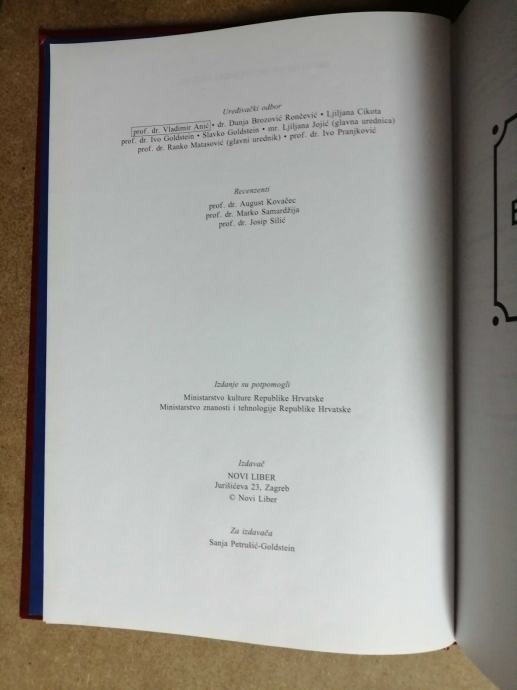 Uređivački odbor
prof. dr. Vladimir Anić • dr. Dunja Brozović Rončević • Ljiljana Cikota
prof. dr. Ivo Goldstein • Slavko Goldstein • mr. Ljiljana Jojić (glavna urednica)
prof. dr. Ranko Matasović (glavni urednik) • prof. dr. Ivo Pranjković
Recenzenti
prof. dr. August Kovačec
prof. dr. Marko Samardžija
prof. dr. Josip Silić
Izdanje su potpomogli
Ministarstvo kulture Republike Hrvatske
Ministarstvo znanosti i tehnologije Republike Hrvatske
Izdavač
NOVI LIBER
Jurišićeva 23, Zagreb
© Novi Liber
Za izdavača
Sanja Petrušić-Goldstein